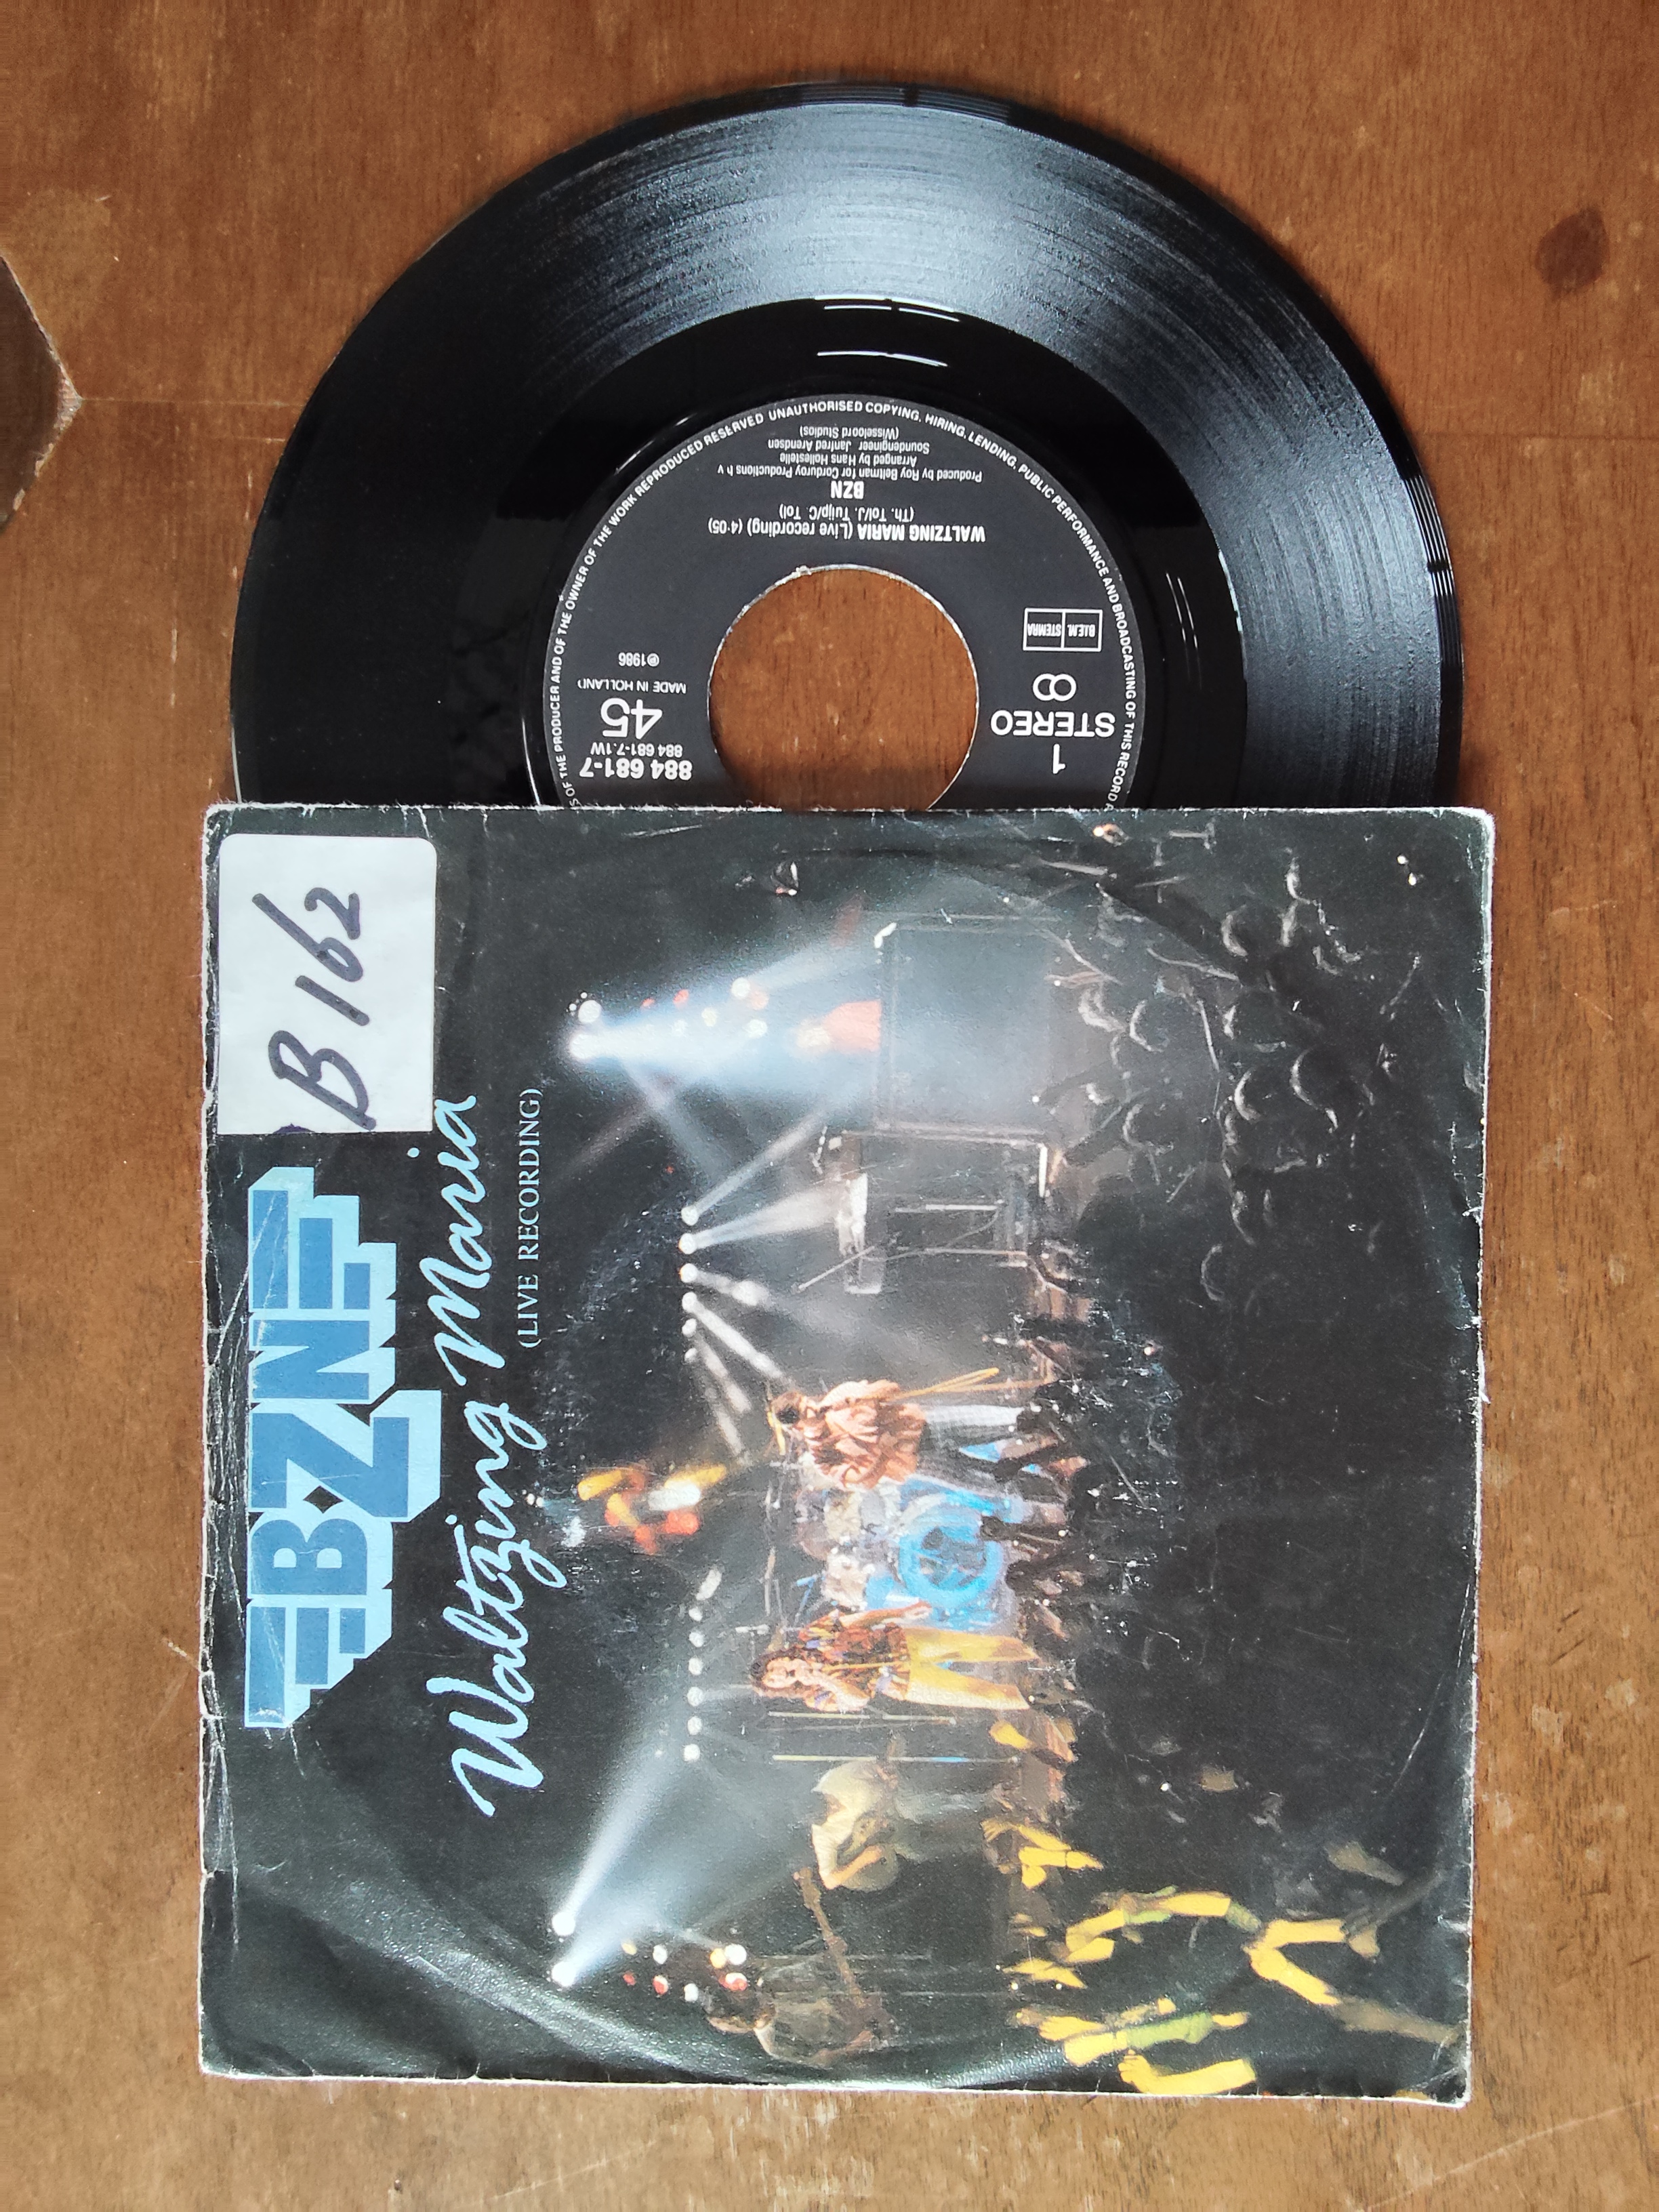 B 162
BZN
Waltzing Maria
(LIVE RECORDING)
884 681-7
884 681-7.1W
45
MADE IN HOLLAND
℗1986
1
STEREO
B.I.E.M. STEMRA
WALTZING MARIA (Live recording) (4:05)
(Th. Tol/J. Tuijp/C. Tol)
BZN
Produced by Roy Beltman for Corduroy Productions b v
Arranged by Hans Hollestelle
Soundengineer Janfred Arendsen
(Wisseloord Studios)
OF THE PRODUCER AND OF THE OWNER OF THE WORK REPRODUCED RESERVED UNAUTHORISED COPYING. HIRING. LENDING. PUBLIC PERFORMANCE AND BROADCASTING OF THIS RECORD